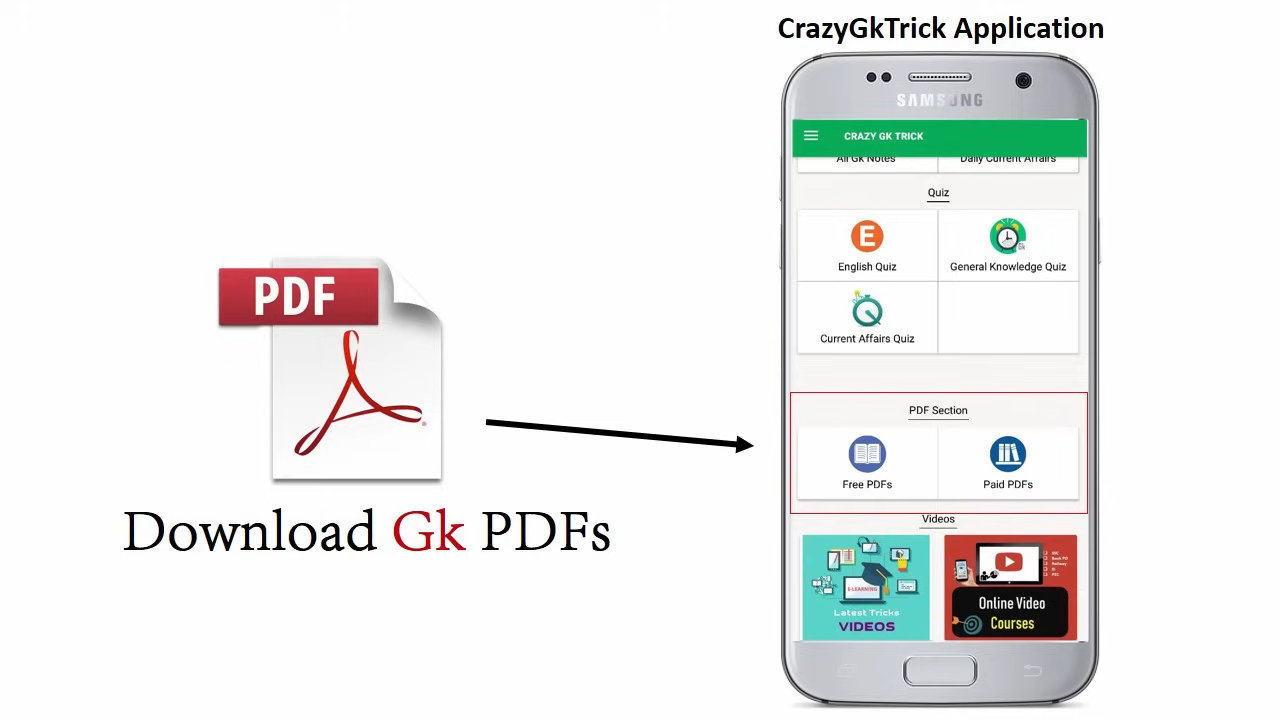 CrazyGkTrick Application
SAMSUNG
CRAZY GK TRICK
All Gk Notes
Daily Current Affairs
Quiz
E
English Quiz
Gk
General Knowledge Quiz
Current Affairs Quiz
PDF Section
Free PDFs
Paid PDFs
Videos
E-LEARNING
Latest Tricks
VIDEOS
Online Video
Courses
PDF
Download Gk PDFs